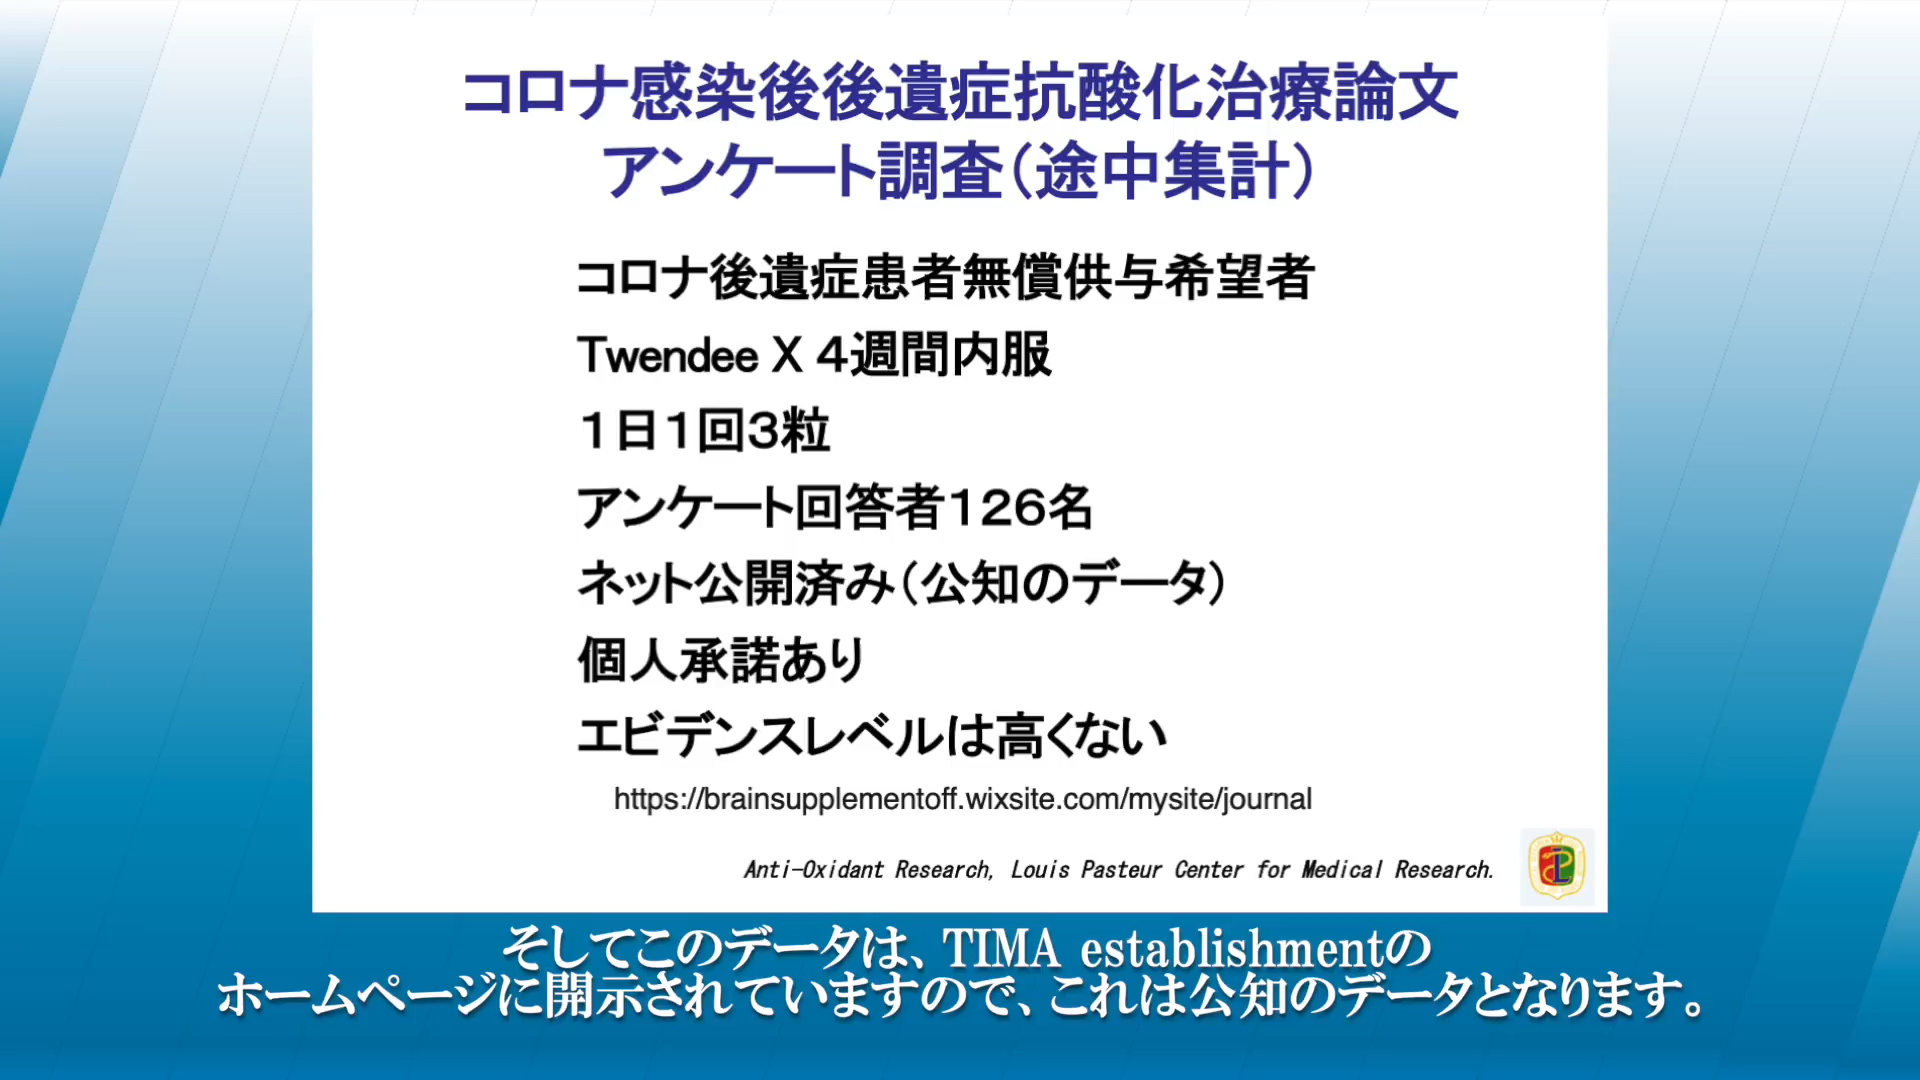 コロナ感染後後遺症抗酸化治療論文
アンケート調査（途中集計）
コロナ後遺症患者無償供与希望者
Twendee X ４週間内服
１日１回３粒
アンケート回答者１２６名
ネット公開済み（公知のデータ）
個人承諾あり
エビデンスレベルは高くない
https://brainsupplementoff.wixsite.com/mysite/journal
Anti-Oxidant Research, Louis Pasteur Center for Medical Research.
そしてこのデータは、TIMA establishmentの
ホームページに開示されていますので、これは公知のデータとなります。